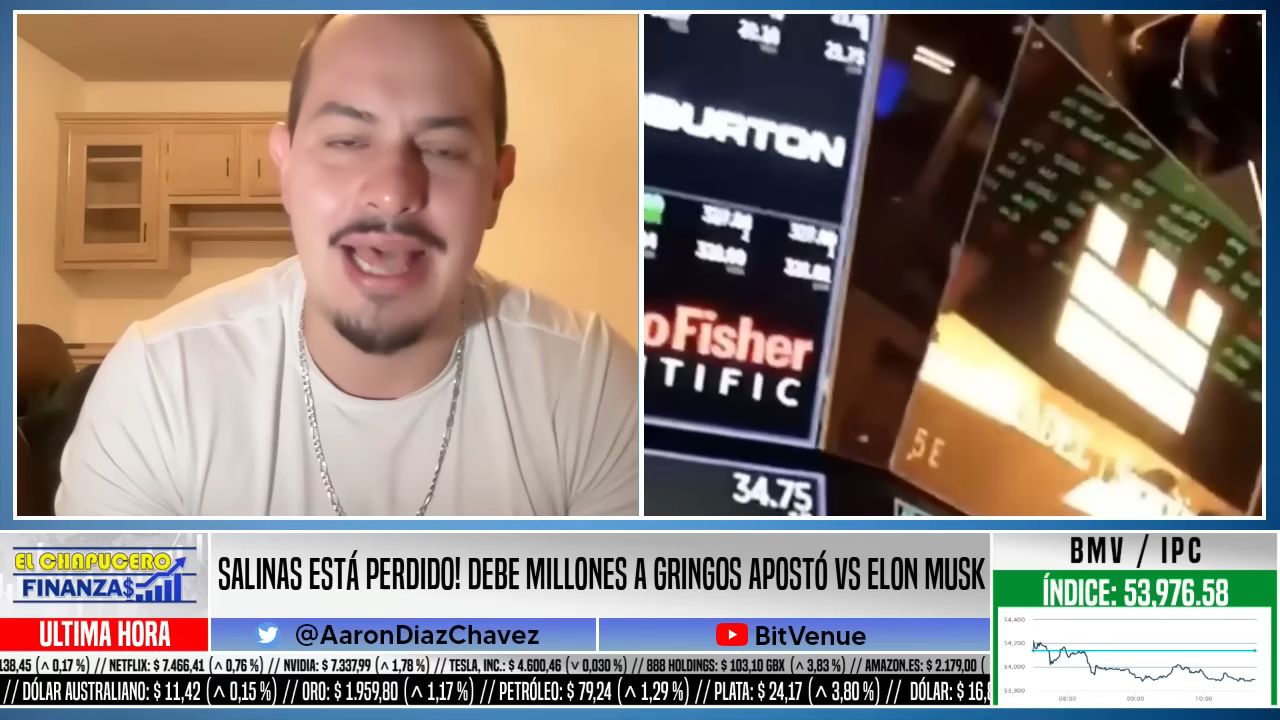 BURTON
oFisher
TIFIC
34.75
5E
EL CHAPUCERO
FINANZA$
ULTIMA HORA
SALINAS ESTÁ PERDIDO! DEBE MILLONES A GRINGOS APOSTÓ VS ELON MUSK
@AaronDiazChavez
BitVenue
BMV / IPC
ÍNDICE: 53,976.58
54,400
54,200
54,000
53,800
08:00 09:00 10:00
138,45 (^ 0,17 %) // NETFLIX: $ 7.466,41 (^ 0,76 %) // NVIDIA: $ 7.337,99 (^ 1,78 %) // TESLA, INC.: $ 4.600,46 (v 0,030 %) // 888 HOLDINGS: $ 103,10 GBX (^ 3,83 %) // AMAZON.ES: $ 2.179,00 (
// DÓLAR AUSTRALIANO: $ 11,42 (^ 0,15 %) // ORO: $ 1.959,80 (^ 1,17 %) // PETRÓLEO: $ 79,24 (^ 1,29 %) // PLATA: $ 24,17 (^ 3,80 %) // DÓLAR: $ 16,8